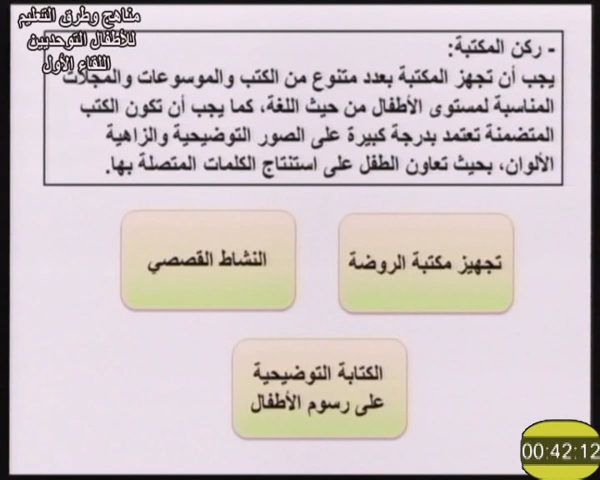 مناهج وطرق التعليم
للأطفال التوحديين
اللقاء الأول
- ركن المكتبة:
يجب أن تجهز المكتبة بعدد متنوع من الكتب والموسوعات والمجلات
المناسبة لمستوى الأطفال من حيث اللغة، كما يجب أن تكون الكتب
المتضمنة تعتمد بدرجة كبيرة على الصور التوضيحية والزاهية
الألوان، بحيث تعاون الطفل على استنتاج الكلمات المتصلة بها.
تجهيز مكتبة الروضة
النشاط القصصي
الكتابة التوضيحية
على رسوم الأطفال
00:42:12